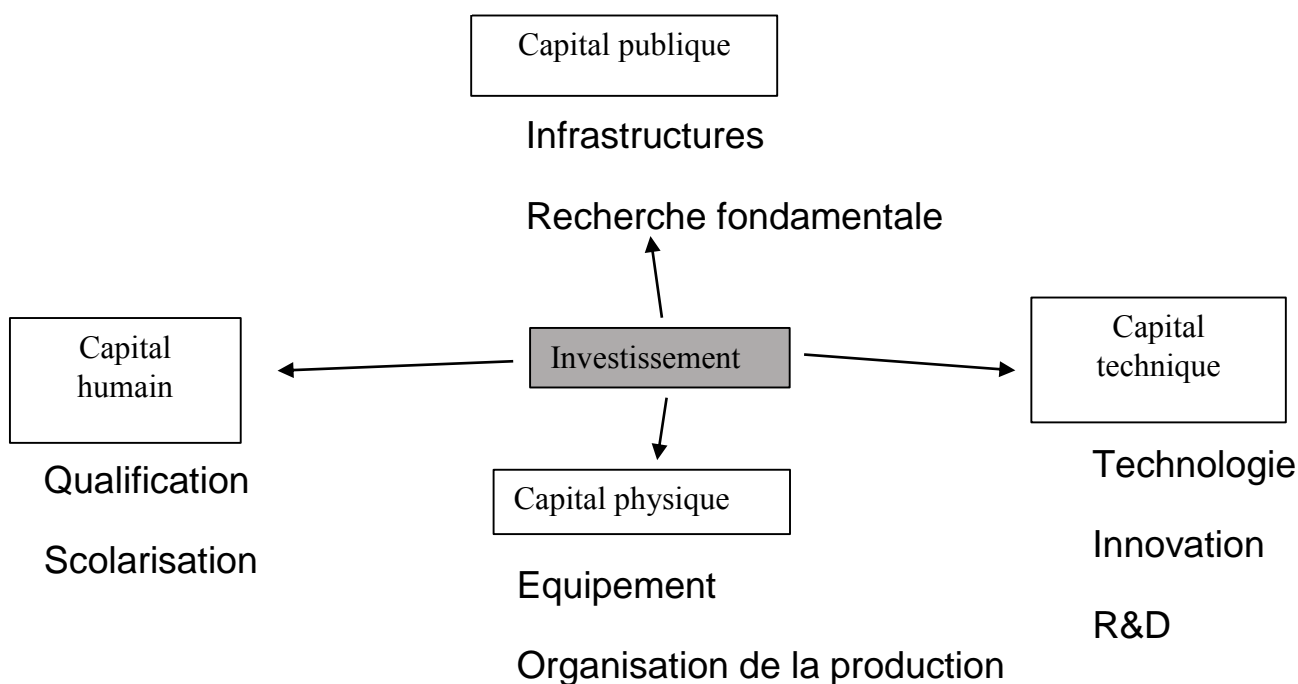 Capital publique
Infrastructures
Recherche fondamentale
Capital
humain
Qualification
Scolarisation
Investissement
Capital
technique
Technologie
Innovation
R&D
Capital physique
Equipement
Organisation de la production